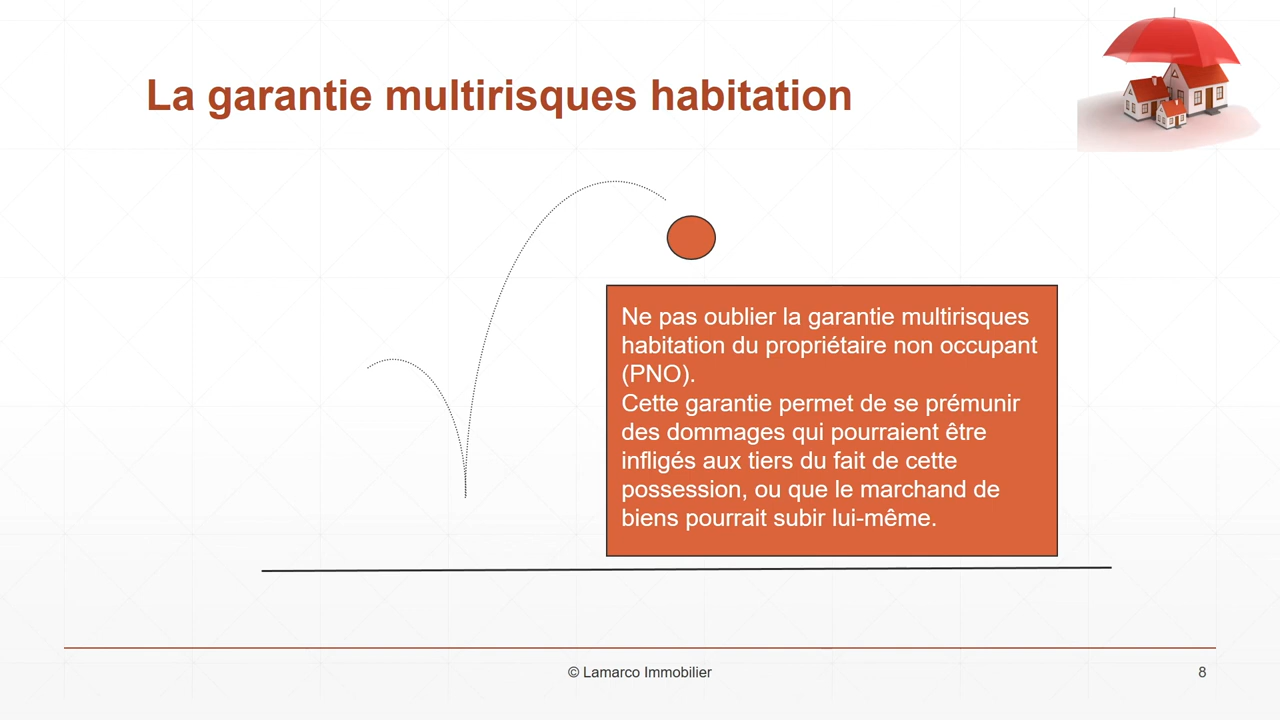 La garantie multirisques habitation
Ne pas oublier la garantie multirisques
habitation du propriétaire non occupant
(PNO).
Cette garantie permet de se prémunir
des dommages qui pourraient être
infligés aux tiers du fait de cette
possession, ou que le marchand de
biens pourrait subir lui-même.
© Lamarco Immobilier
8